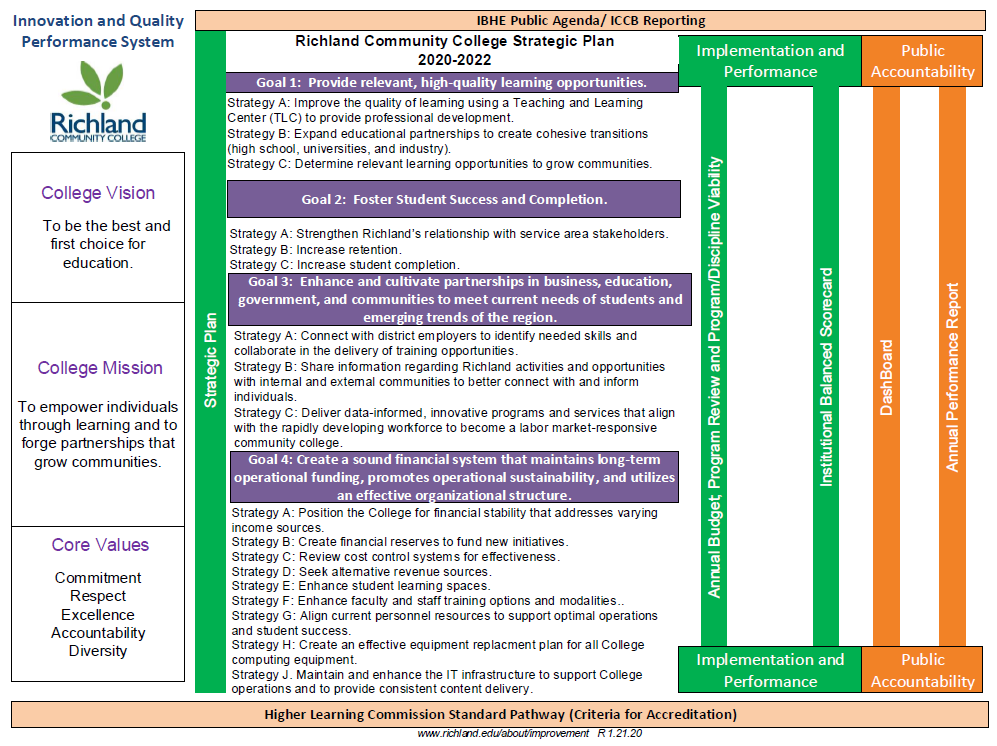 Innovation and Quality
Performance System
Richland
COMMUNITY COLLEGE
College Vision
To be the best and
first choice for
education.
College Mission
To empower individuals
through learning and to
forge partnerships that
grow communities.
Core Values
Commitment
Respect
Excellence
Accountability
Diversity
IBHE Public Agenda/ ICCB Reporting
Strategic Plan
Richland Community College Strategic Plan
2020-2022
Goal 1:  Provide relevant, high-quality learning opportunities.
Strategy A: Improve the quality of learning using a Teaching and Learning
Center (TLC) to provide professional development.
Strategy B: Expand educational partnerships to create cohesive transitions
(high school, universities, and industry).
Strategy C: Determine relevant learning opportunities to grow communities.
Goal 2:  Foster Student Success and Completion.
Strategy A: Strengthen Richland's relationship with service area stakeholders.
Strategy B: Increase retention.
Strategy C: Increase student completion.
Goal 3:  Enhance and cultivate partnerships in business, education,
government, and communities to meet current needs of students and
emerging trends of the region.
Strategy A: Connect with district employers to identify needed skills and
collaborate in the delivery of training opportunities.
Strategy B: Share information regarding Richland activities and opportunities
with internal and external communities to better connect with and inform
individuals.
Strategy C: Deliver data-informed, innovative programs and services that align
with the rapidly developing workforce to become a labor market-responsive
community college.
Goal 4: Create a sound financial system that maintains long-term
operational funding, promotes operational sustainability, and utilizes
an effective organizational structure.
Strategy A: Position the College for financial stability that addresses varying
income sources.
Strategy B: Create financial reserves to fund new initiatives.
Strategy C: Review cost control systems for effectiveness.
Strategy D: Seek alternative revenue sources.
Strategy E: Enhance student learning spaces.
Strategy F: Enhance faculty and staff training options and modalities..
Strategy G: Align current personnel resources to support optimal operations
and student success.
Strategy H: Create an effective equipment replacment plan for all College
computing equipment.
Strategy J. Maintain and enhance the IT infrastructure to support College
operations and to provide consistent content delivery.
Implementation and
Performance
Public
Accountability
Annual Budget, Program Review and Program/Discipline Viability
Institutional Balanced Scorecard
DashBoard
Annual Performance Report
Implementation and
Performance
Public
Accountability
Higher Learning Commission Standard Pathway (Criteria for Accreditation)
www.richland.edu/about/improvement   R 1.21.20